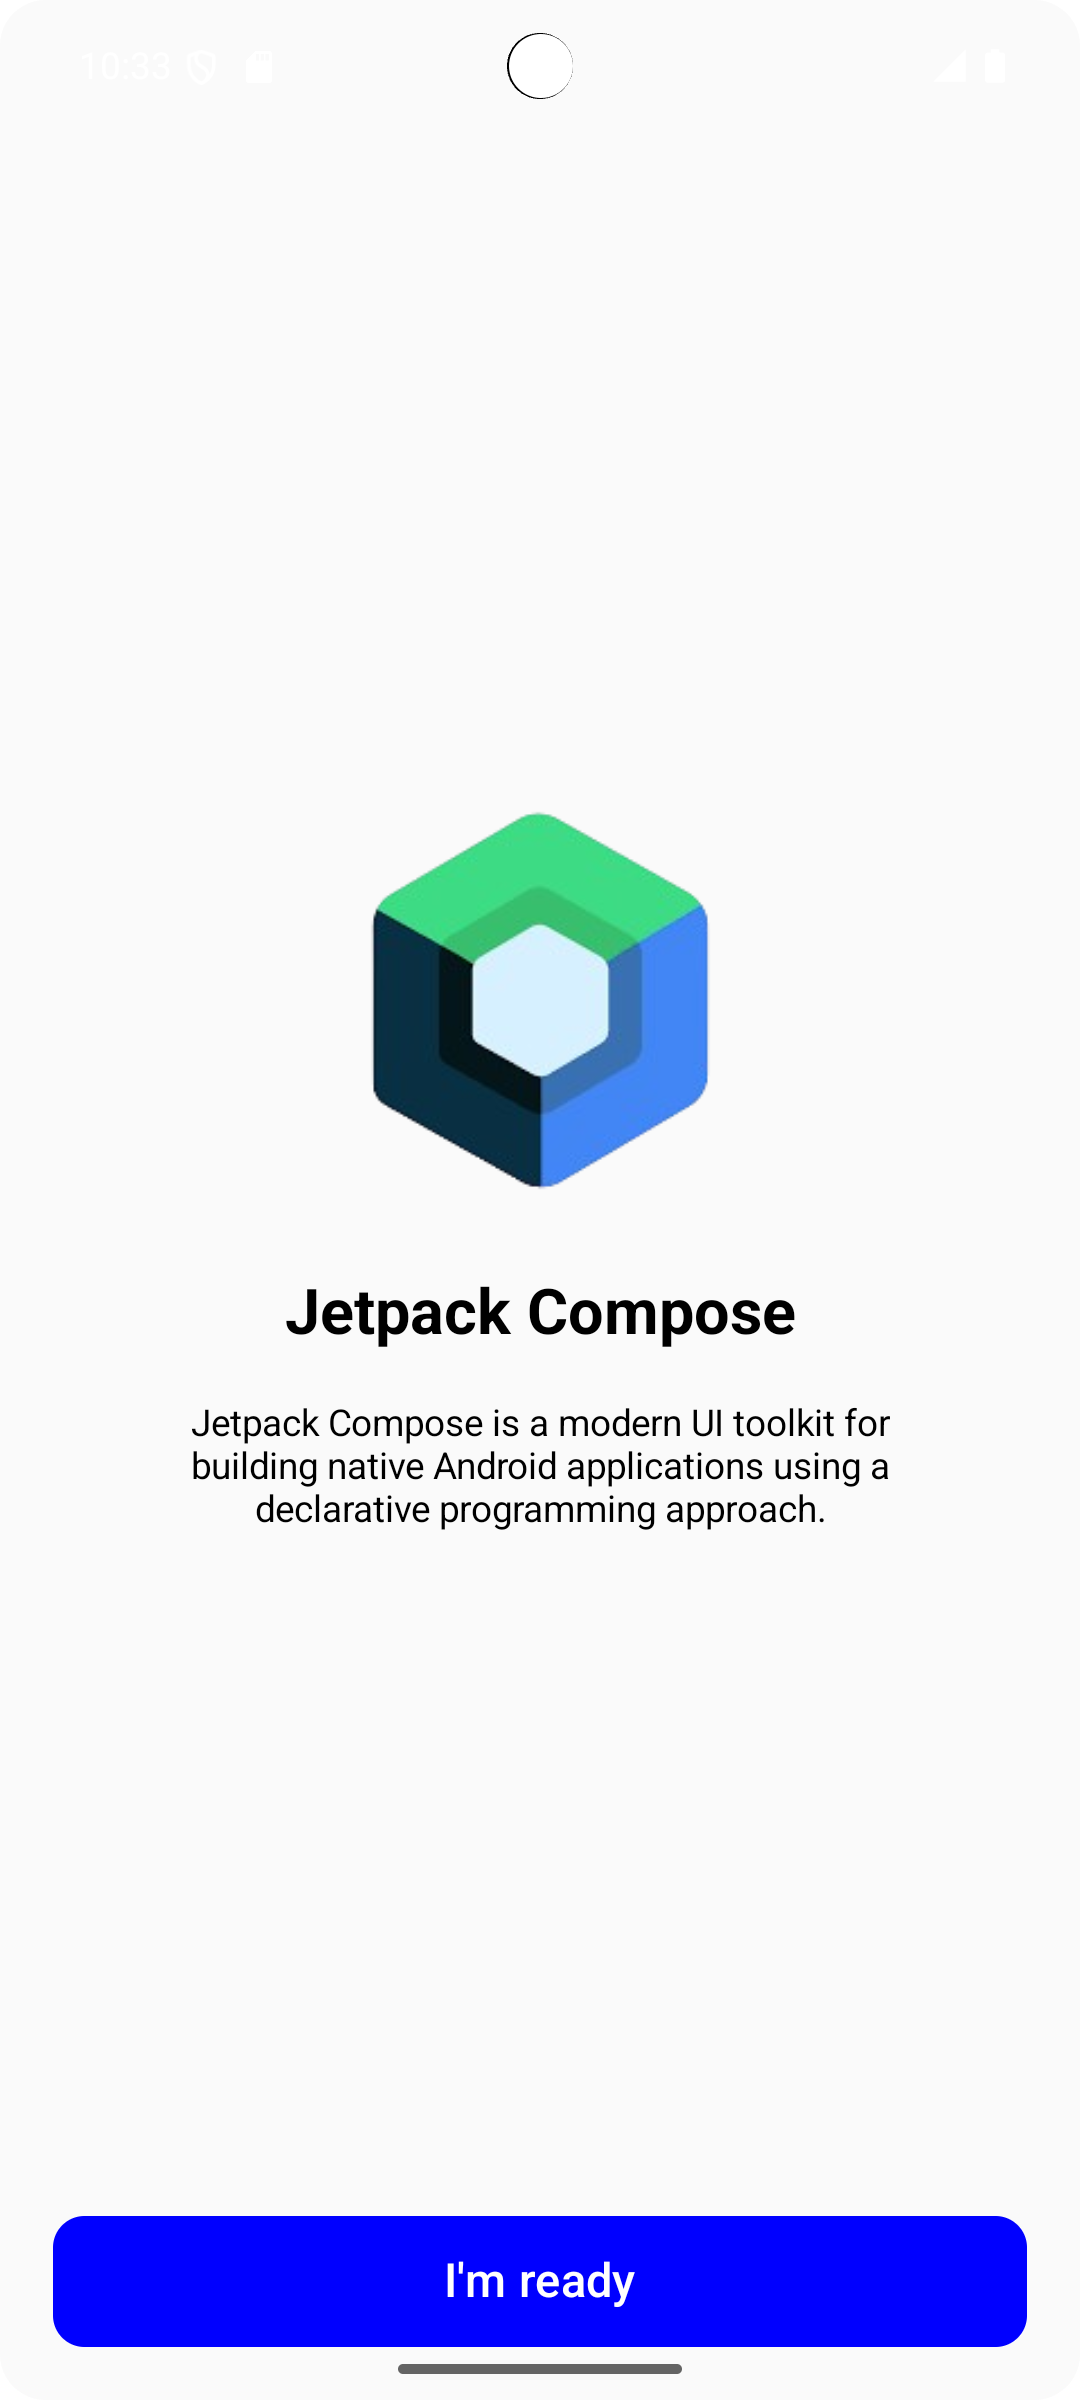 10:33
Jetpack Compose
Jetpack Compose is a modern UI toolkit for
building native Android applications using a
declarative programming approach.
I'm ready